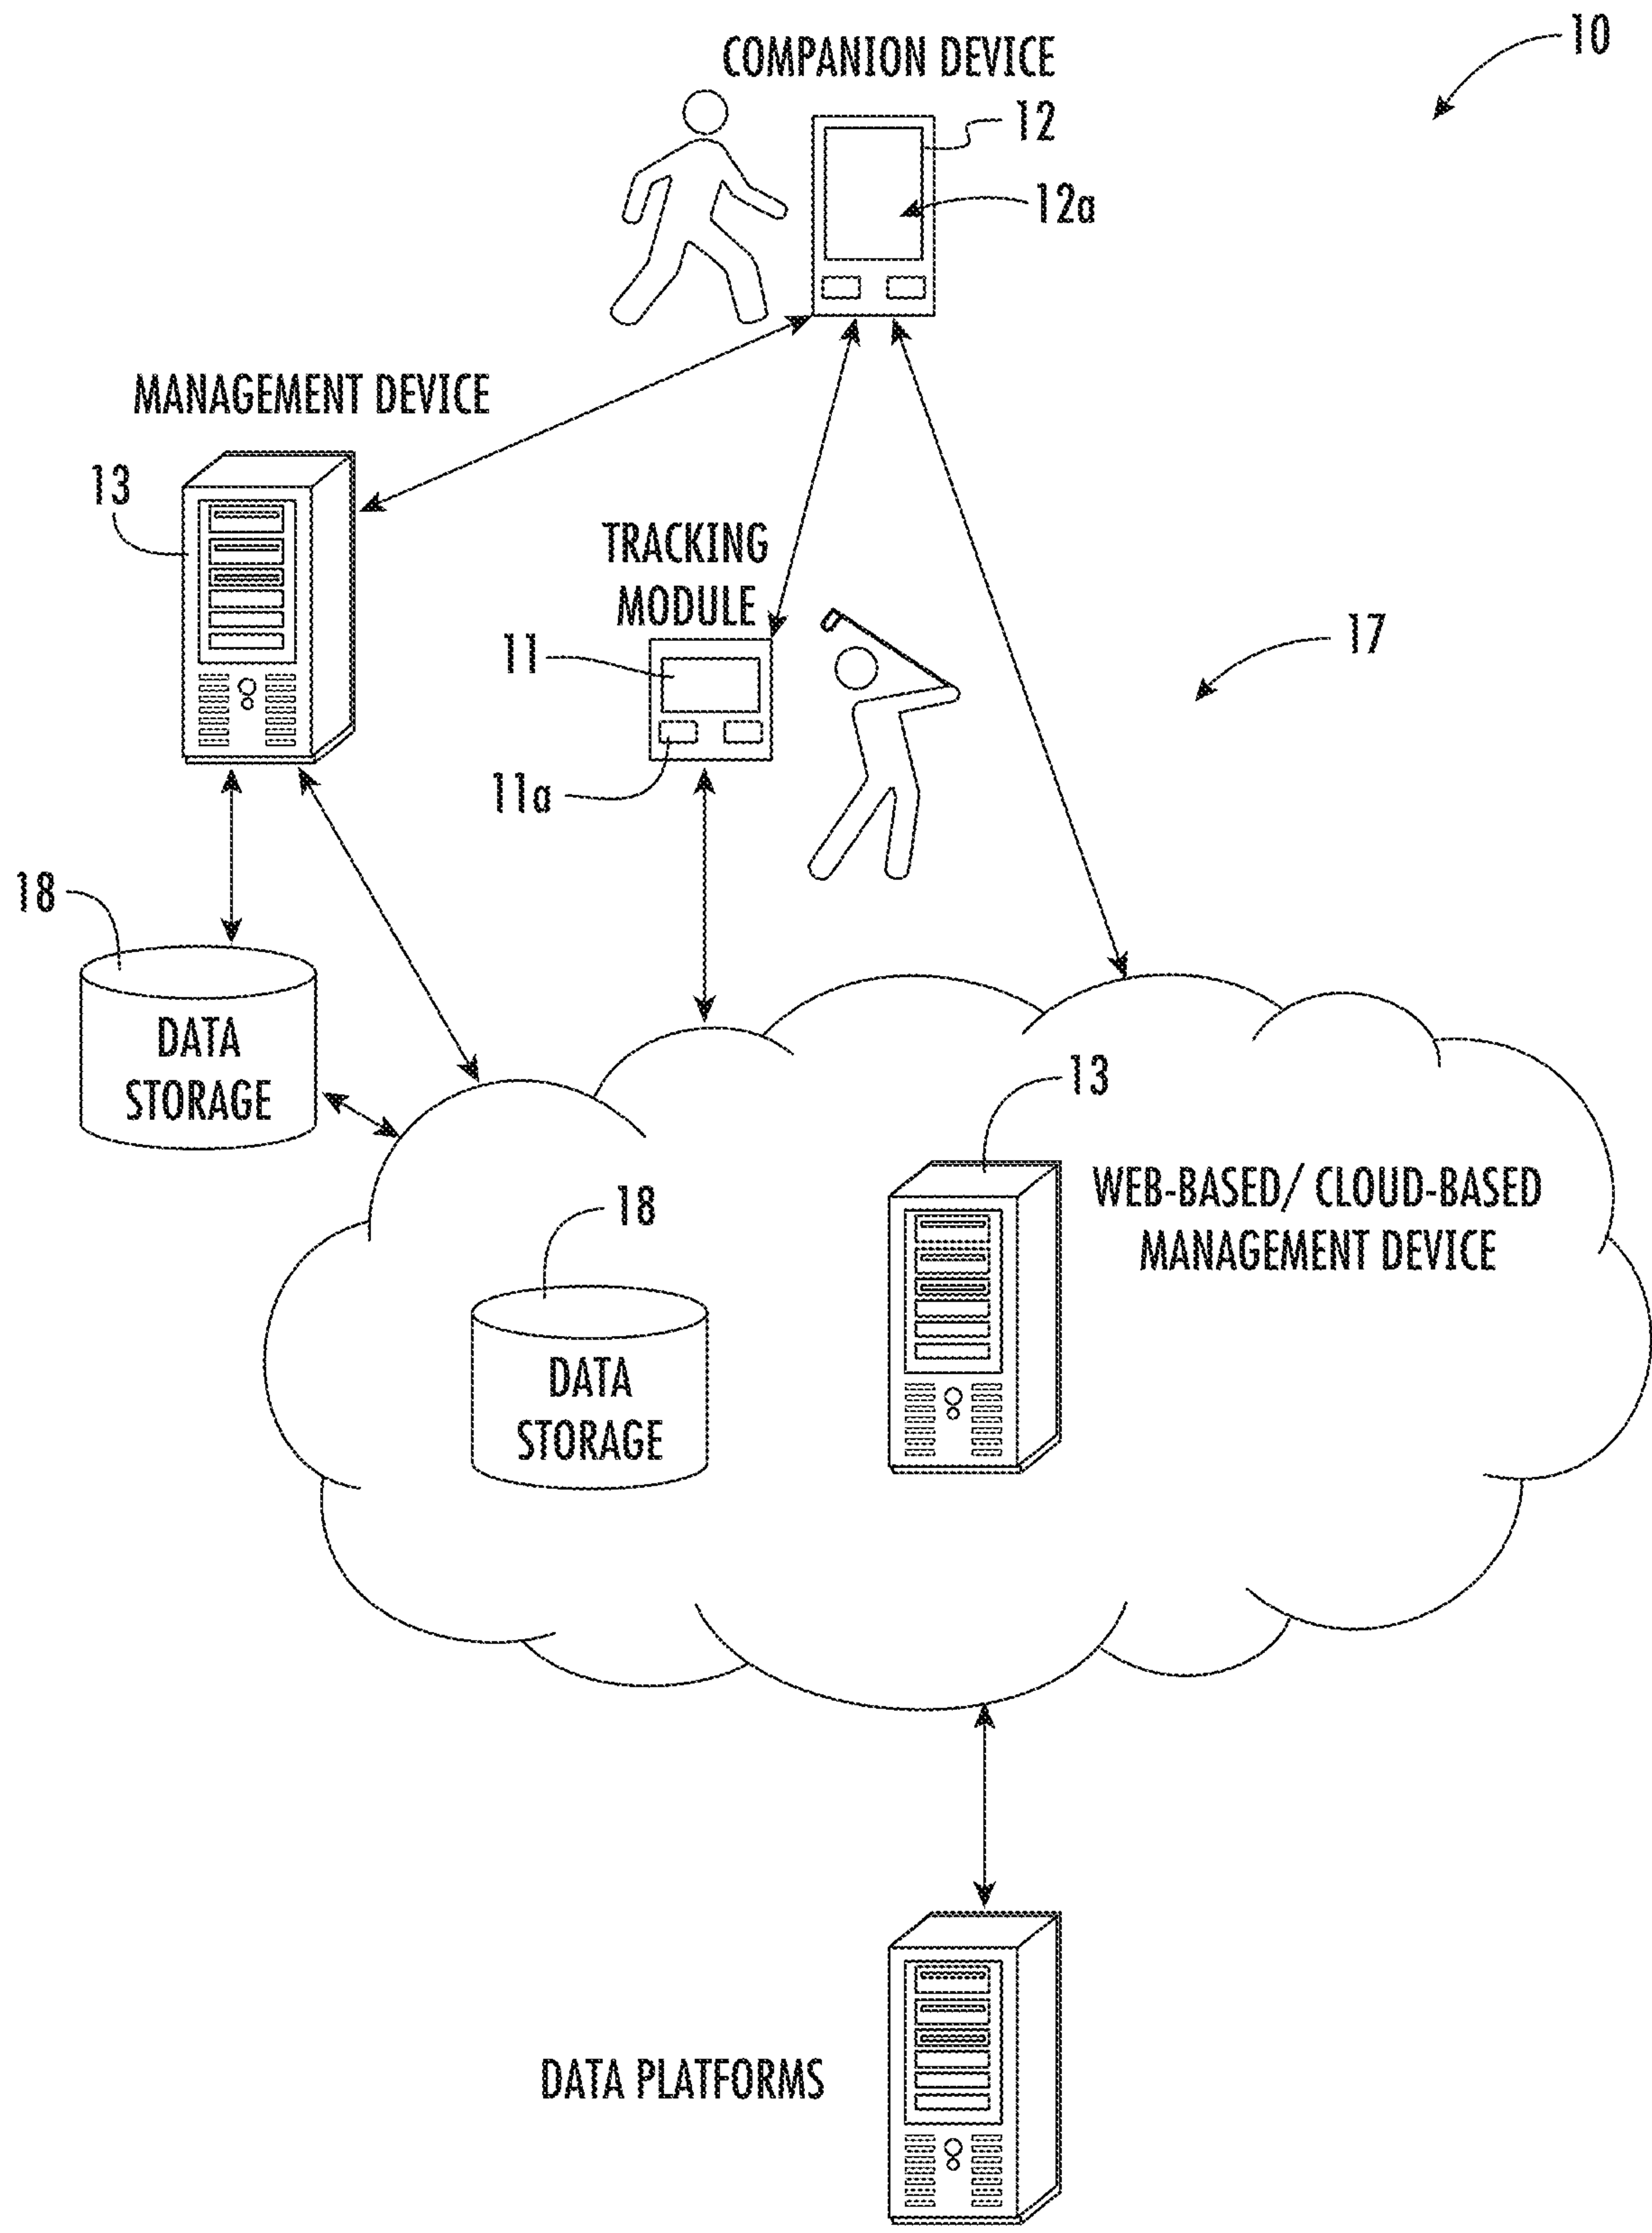 10
COMPANION DEVICE
12
12a
MANAGEMENT DEVICE
13
TRACKING
MODULE
11
17
11a
18
DATA
STORAGE
13
WEB-BASED/ CLOUD-BASED
MANAGEMENT DEVICE
18
DATA
STORAGE
DATA PLATFORMS